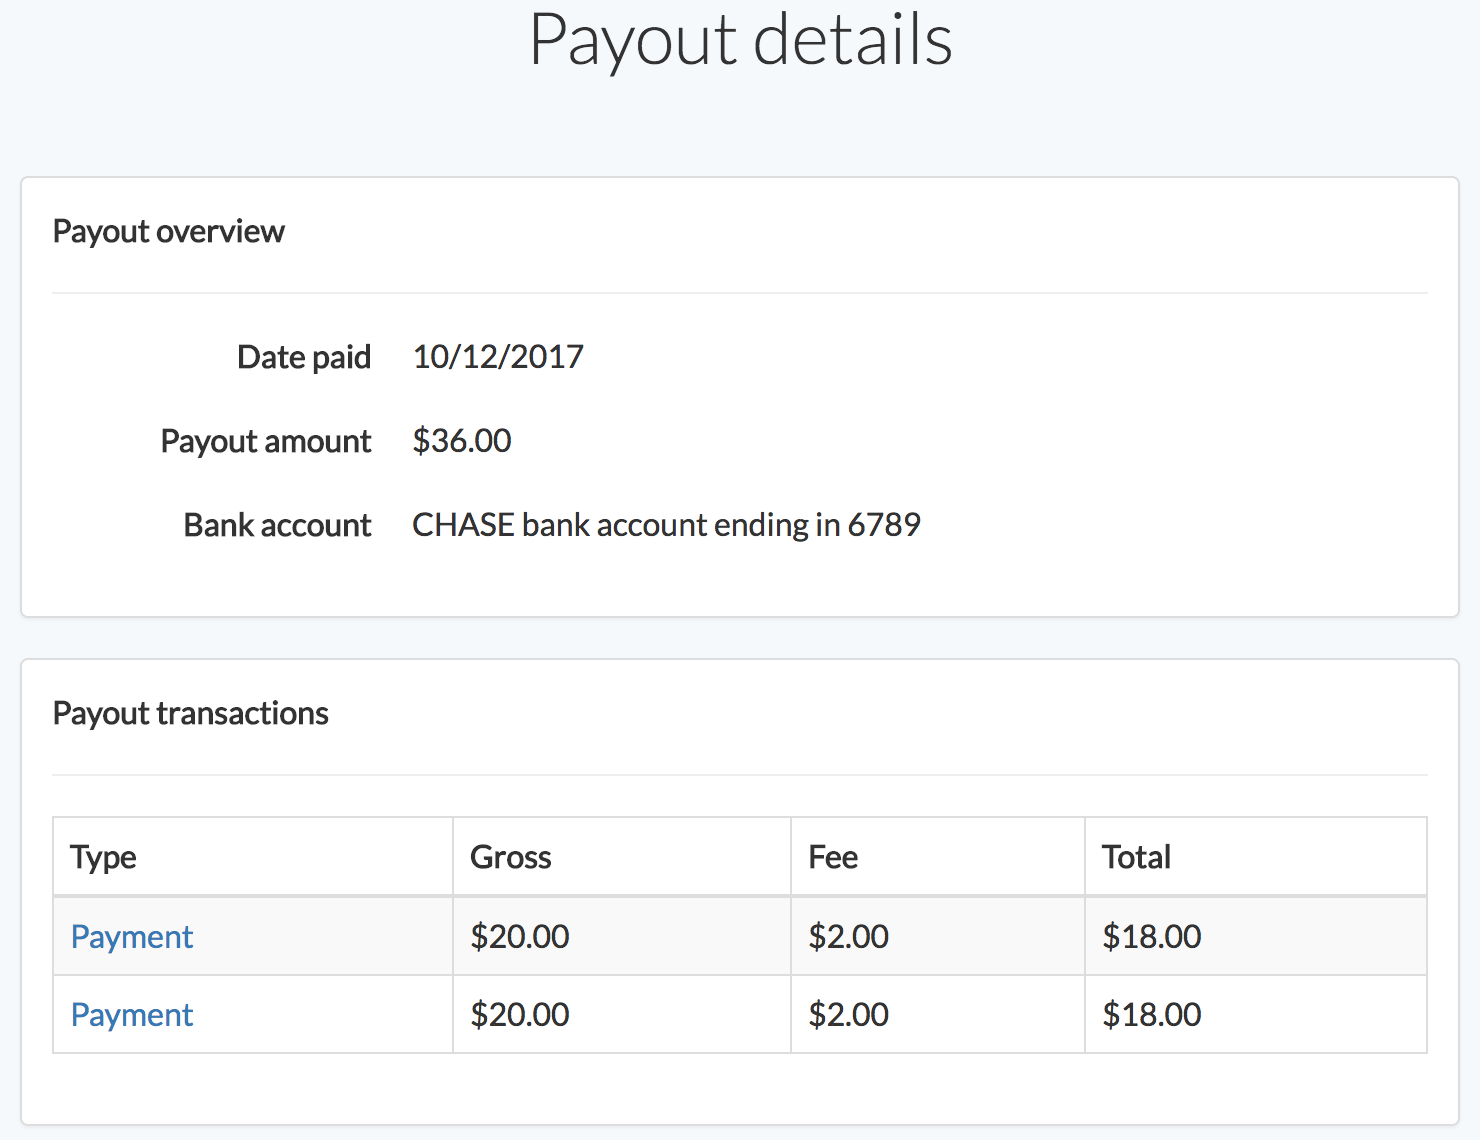 Payout details
Payout overview
Date paid 10/12/2017
Payout amount $36.00
Bank account CHASE bank account ending in 6789
Payout transactions
Type Gross Fee Total
Payment $20.00 $2.00 $18.00
Payment $20.00 $2.00 $18.00